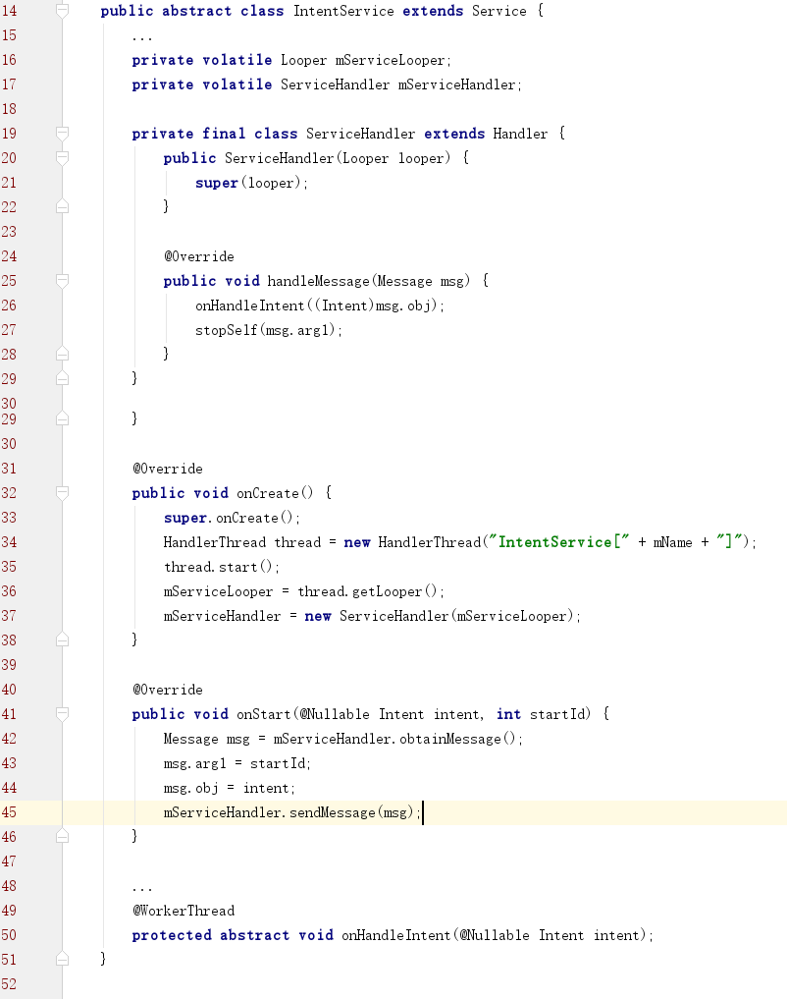 14 public abstract class IntentService extends Service {
15     ...
16     private volatile Looper mServiceLooper;
17     private volatile ServiceHandler mServiceHandler;
18
19     private final class ServiceHandler extends Handler {
20         public ServiceHandler(Looper looper) {
21             super(looper);
22         }
23
24         @Override
25         public void handleMessage(Message msg) {
26             onHandleIntent((Intent)msg.obj);
27             stopSelf(msg.arg1);
28         }
29     }
30
29     }
30
31     @Override
32     public void onCreate() {
33         super.onCreate();
34         HandlerThread thread = new HandlerThread("IntentService[" + mName + "]");
35         thread.start();
36         mServiceLooper = thread.getLooper();
37         mServiceHandler = new ServiceHandler(mServiceLooper);
38     }
39
40     @Override
41     public void onStart(@Nullable Intent intent, int startId) {
42         Message msg = mServiceHandler.obtainMessage();
43         msg.arg1 = startId;
44         msg.obj = intent;
45         mServiceHandler.sendMessage(msg);
46     }
47
48     ...
49     @WorkerThread
50     protected abstract void onHandleIntent(@Nullable Intent intent);
51 }
52